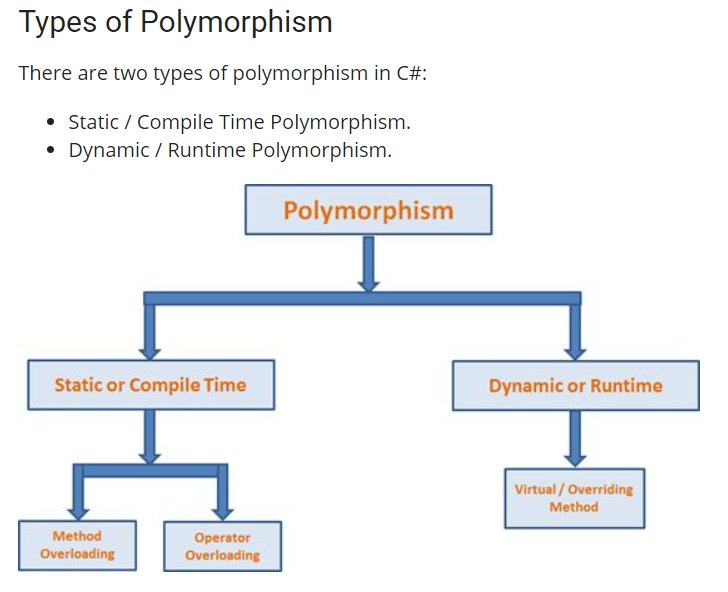 Types of Polymorphism
There are two types of polymorphism in C#:
• Static / Compile Time Polymorphism.
• Dynamic / Runtime Polymorphism.
Polymorphism
Static or Compile Time
Dynamic or Runtime
Method
Overloading
Operator
Overloading
Virtual / Overriding
Method